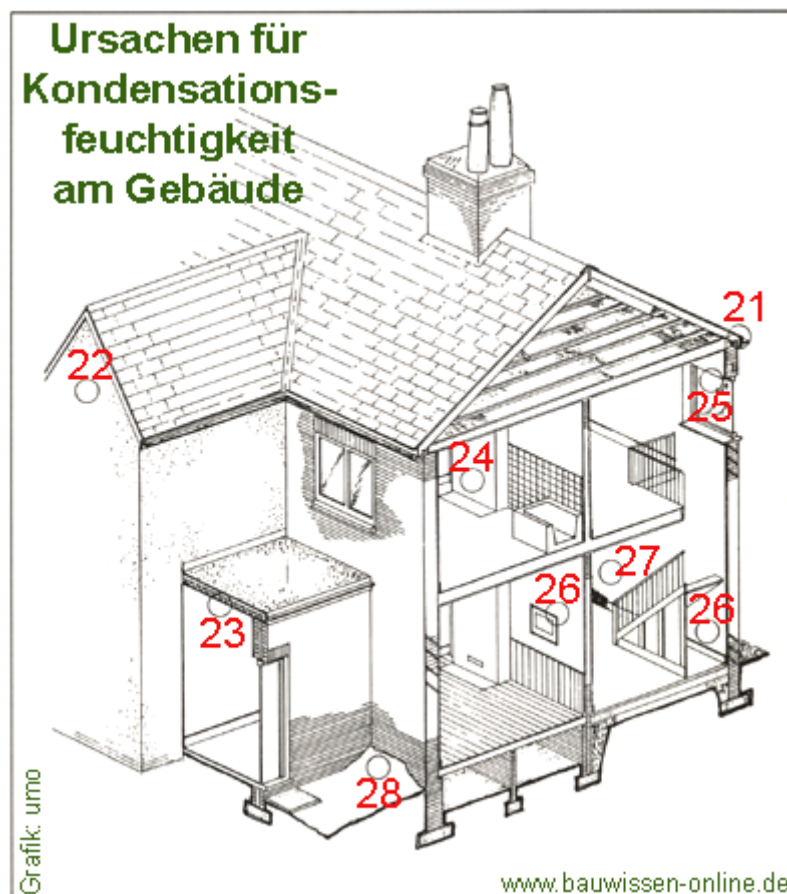 Ursachen für
Kondensations-
feuchtigkeit
am Gebäude
21
22
25
24
27
26
26
23
28
Grafik: umo
www.bauwissen-online.de